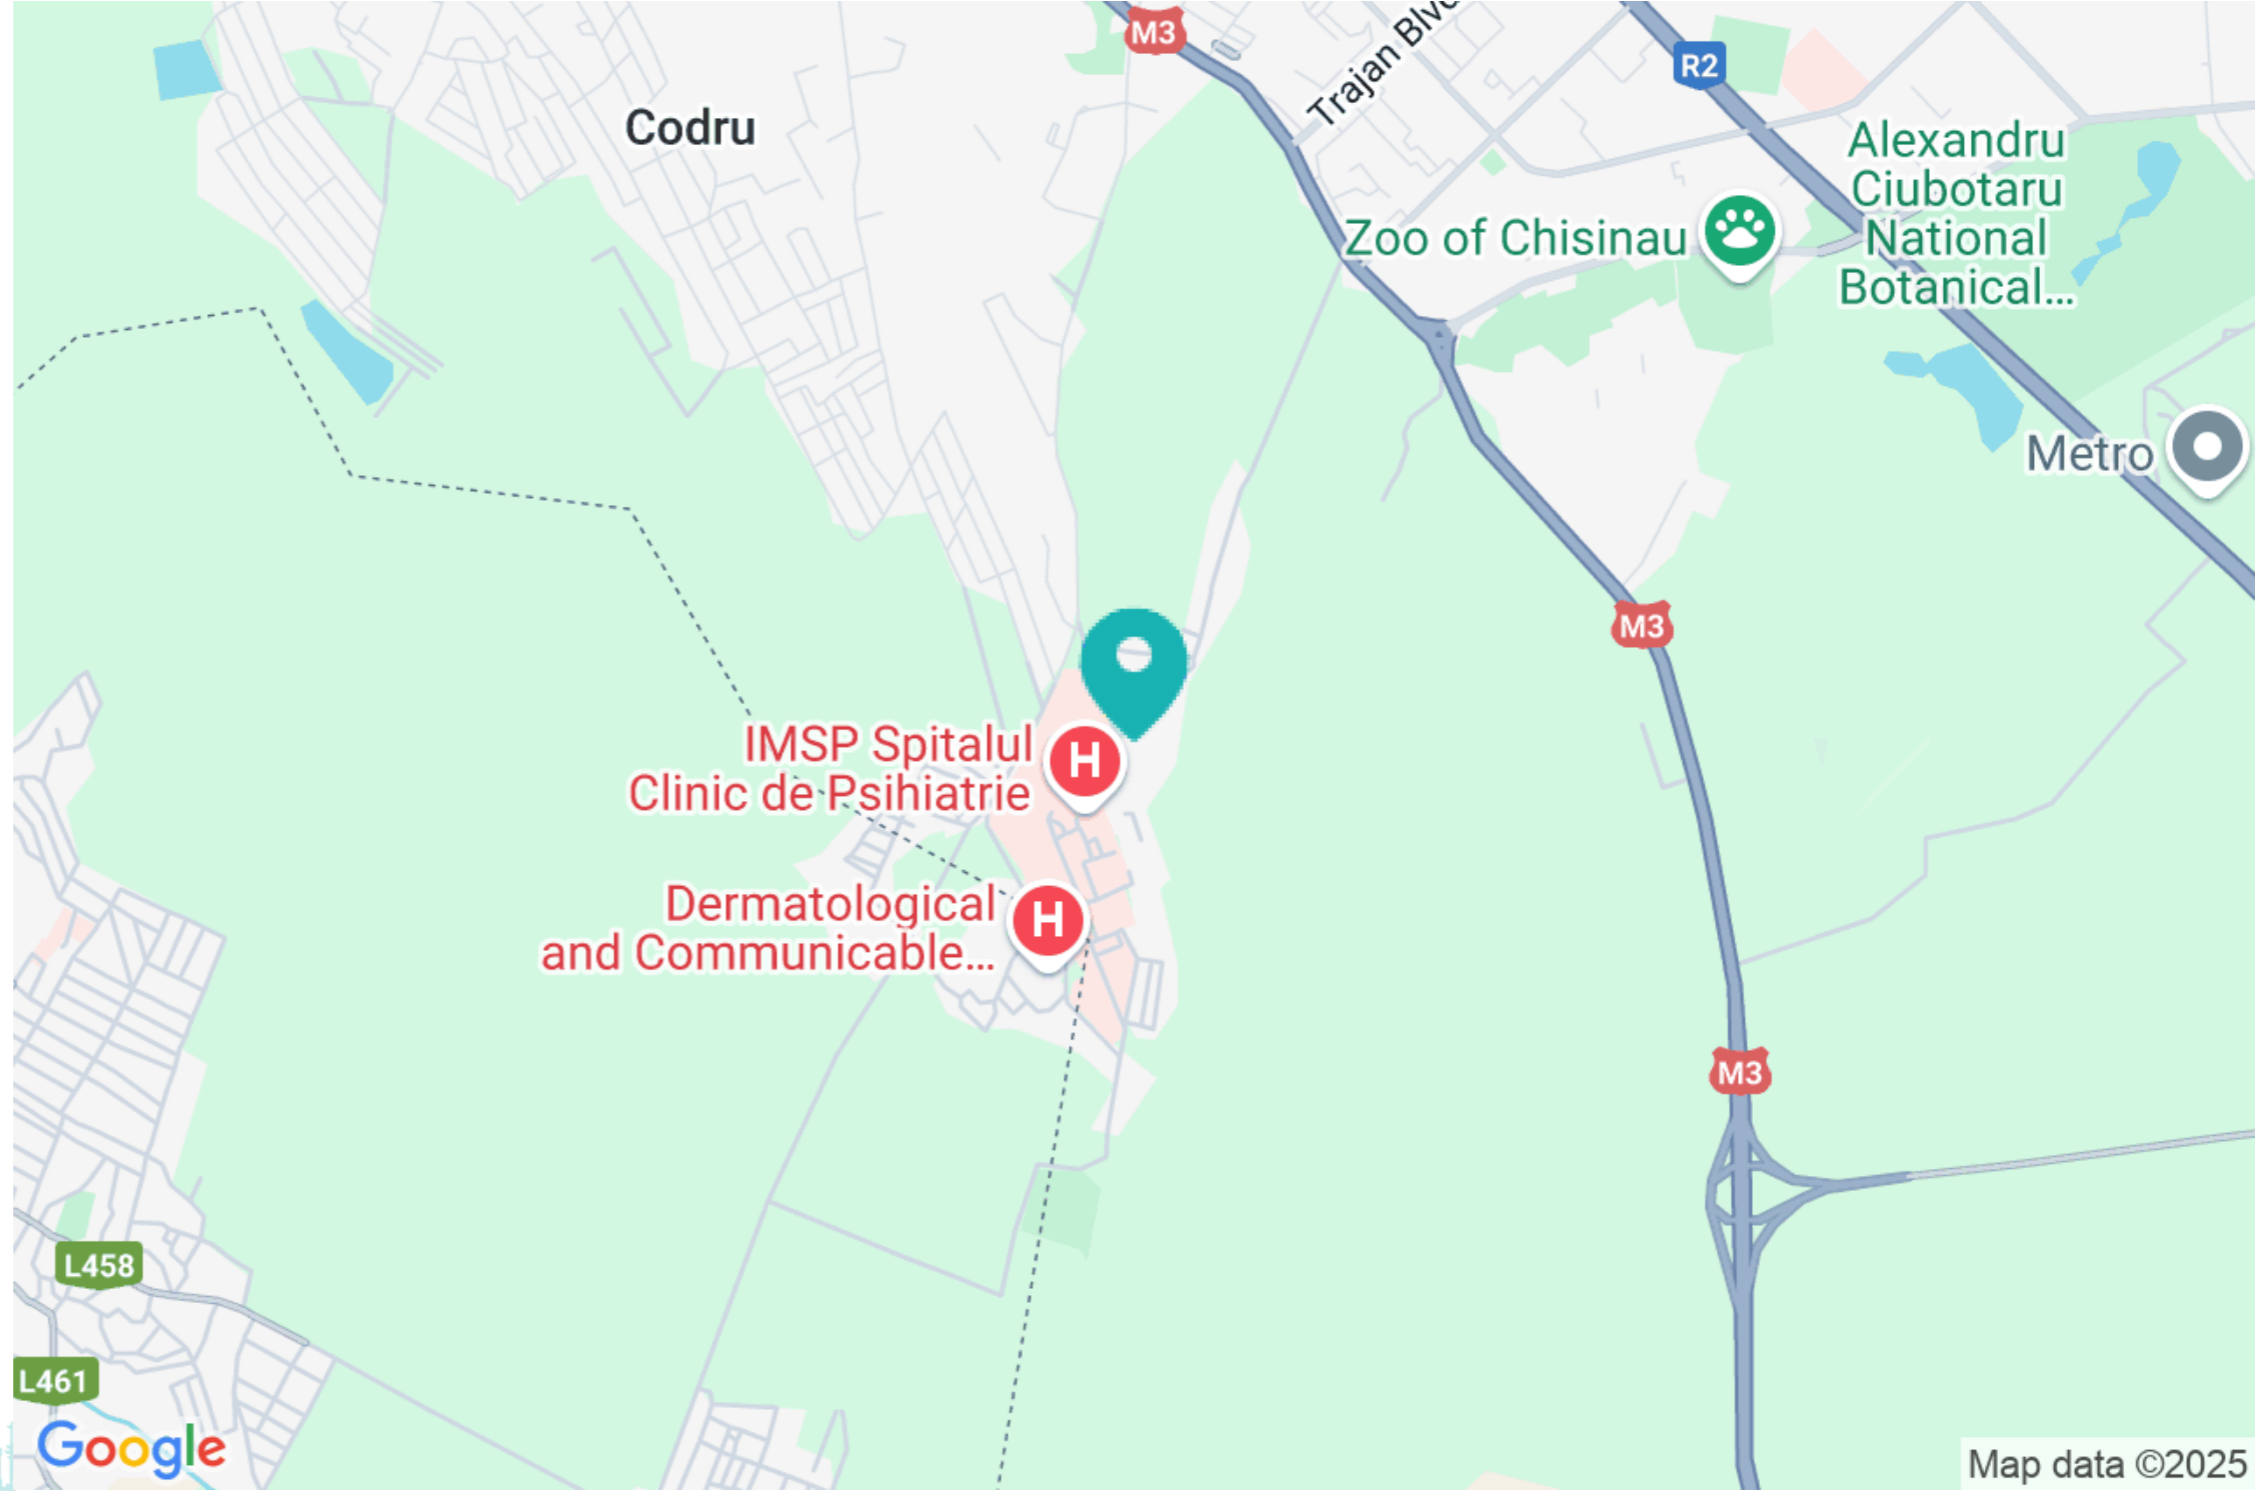 M3
Trajan Blvd
R2
Codru
Alexandru
Ciubotaru
National
Botanical...
Zoo of Chisinau
Metro
M3
IMSP Spitalul
Clinic de Psihiatrie
H
Dermatological
and Communicable...
H
M3
L458
L461
Google
Map data ©2025